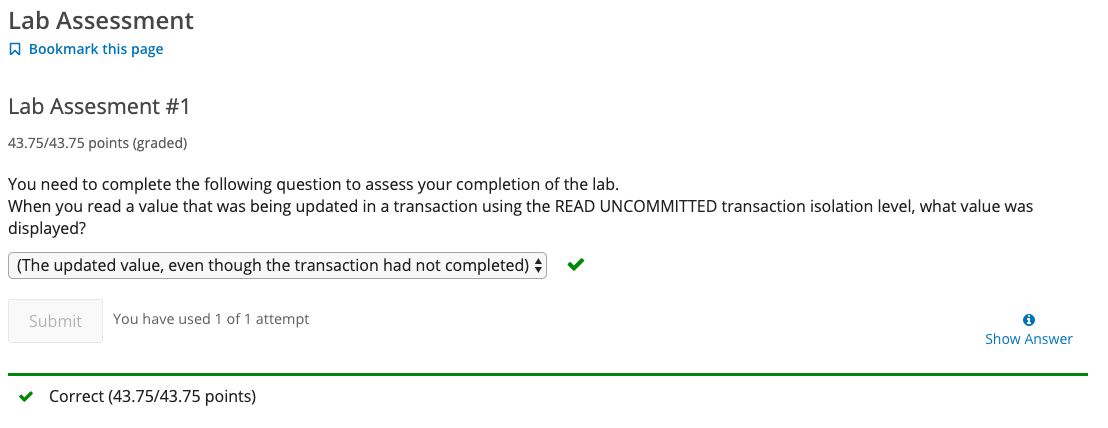 Lab Assessment
Bookmark this page
Lab Assesment #1
43.75/43.75 points (graded)
You need to complete the following question to assess your completion of the lab.
When you read a value that was being updated in a transaction using the READ UNCOMMITTED transaction isolation level, what value was
displayed?
(The updated value, even though the transaction had not completed)
Submit
You have used 1 of 1 attempt
Show Answer
Correct (43.75/43.75 points)